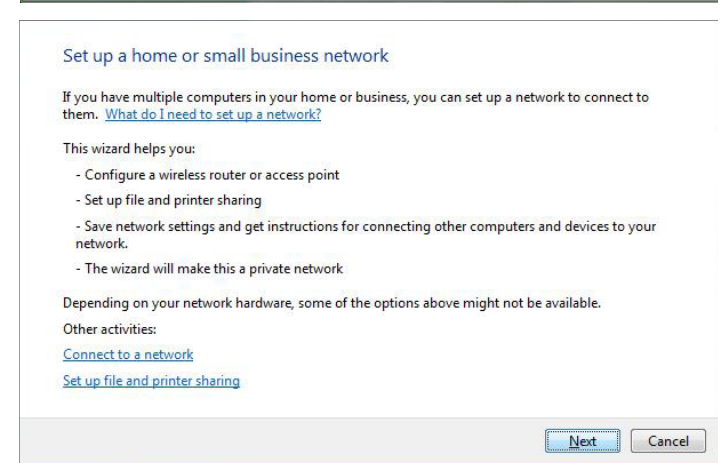 Set up a home or small business network
If you have multiple computers in your home or business, you can set up a network to connect to
them. What do I need to set up a network?
This wizard helps you:
- Configure a wireless router or access point
- Set up file and printer sharing
- Save network settings and get instructions for connecting other computers and devices to your
network.
- The wizard will make this a private network
Depending on your network hardware, some of the options above might not be available.
Other activities:
Connect to a network
Set up file and printer sharing
Next Cancel